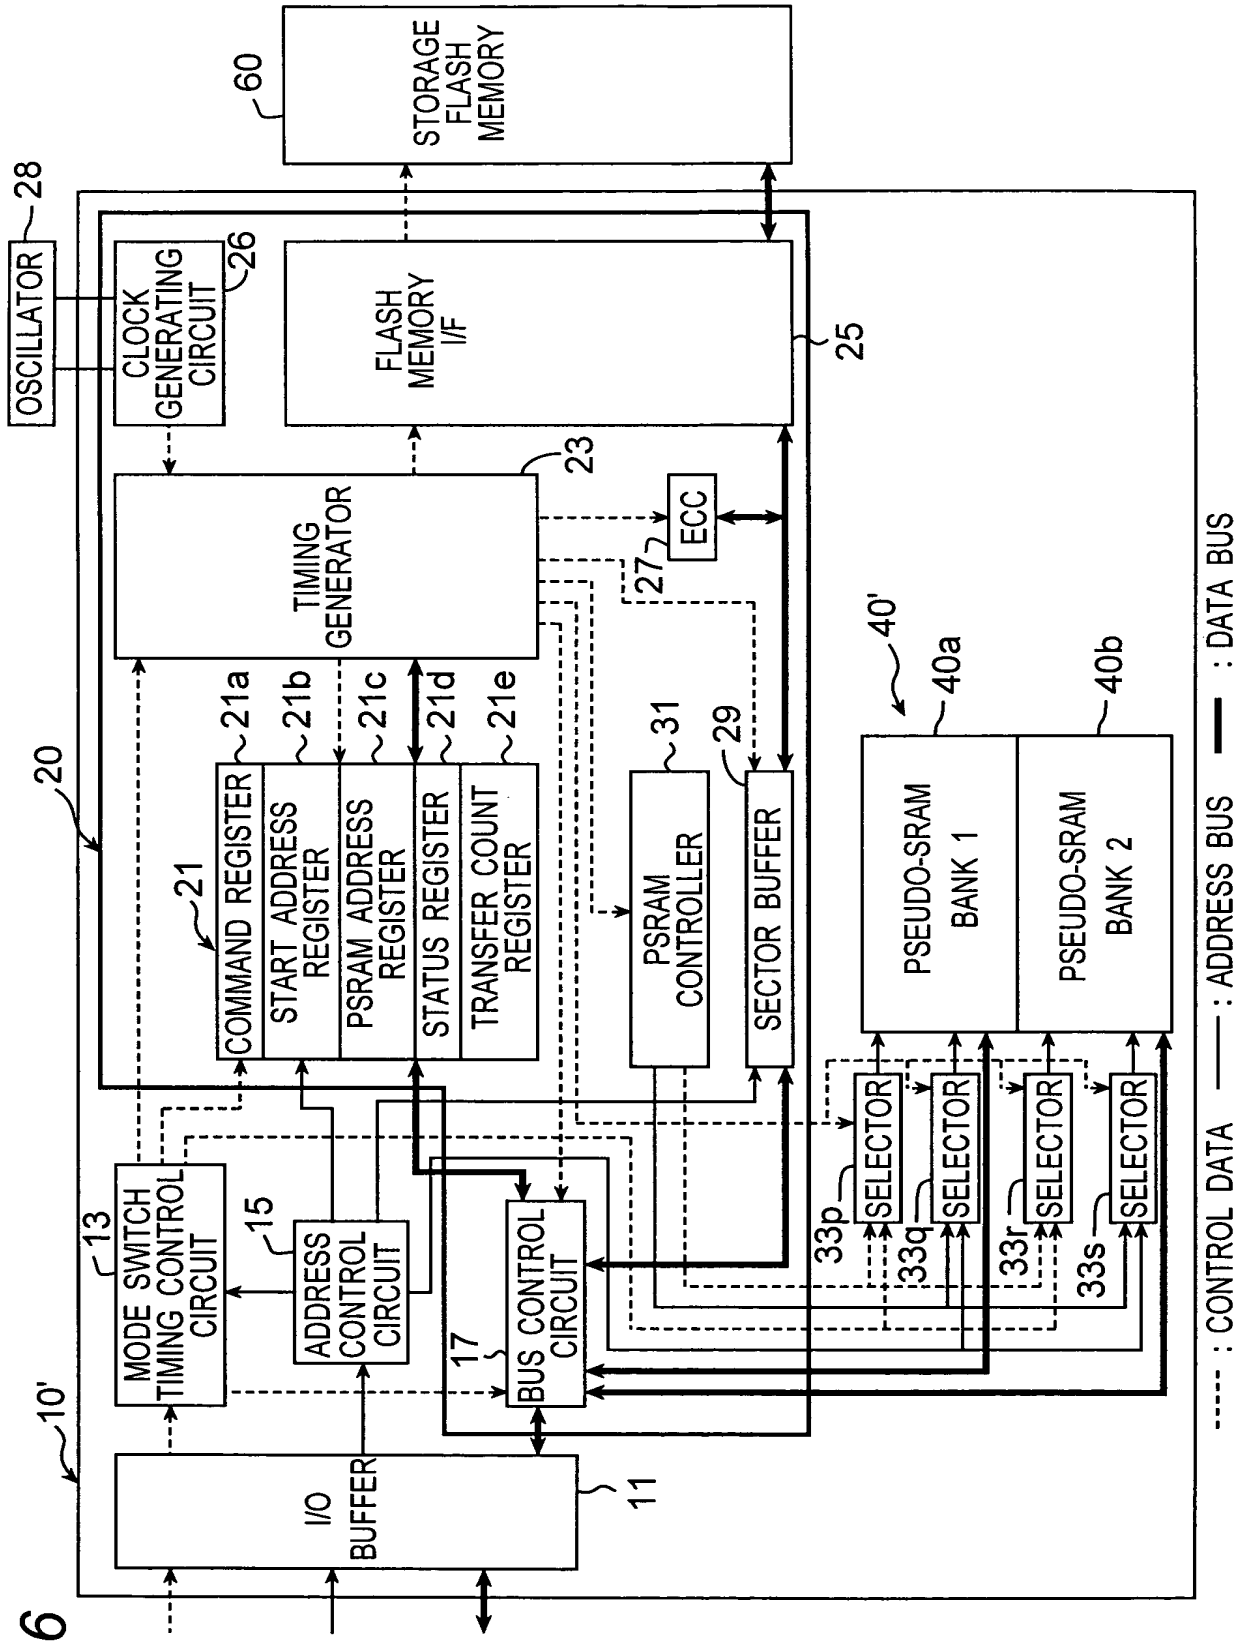 6
10'
20
OSCILLATOR
28
I/O
BUFFER
11
MODE SWITCH
TIMING CONTROL
CIRCUIT
13
ADDRESS
CONTROL
CIRCUIT
15
BUS CONTROL
CIRCUIT
17
21
COMMAND REGISTER
21a
START ADDRESS
REGISTER
21b
PSRAM ADDRESS
REGISTER
21c
STATUS REGISTER
21d
TRANSFER COUNT
REGISTER
21e
TIMING
GENERATOR
23
CLOCK
GENERATING
CIRCUIT
26
FLASH
MEMORY
I/F
25
STORAGE
FLASH
MEMORY
60
ECC
27
PSRAM
CONTROLLER
31
SECTOR BUFFER
29
SELECTOR
33p
SELECTOR
33q
SELECTOR
33r
SELECTOR
33s
40'
PSEUDO-SRAM
BANK 1
40a
PSEUDO-SRAM
BANK 2
40b
: CONTROL DATA
: ADDRESS BUS
: DATA BUS